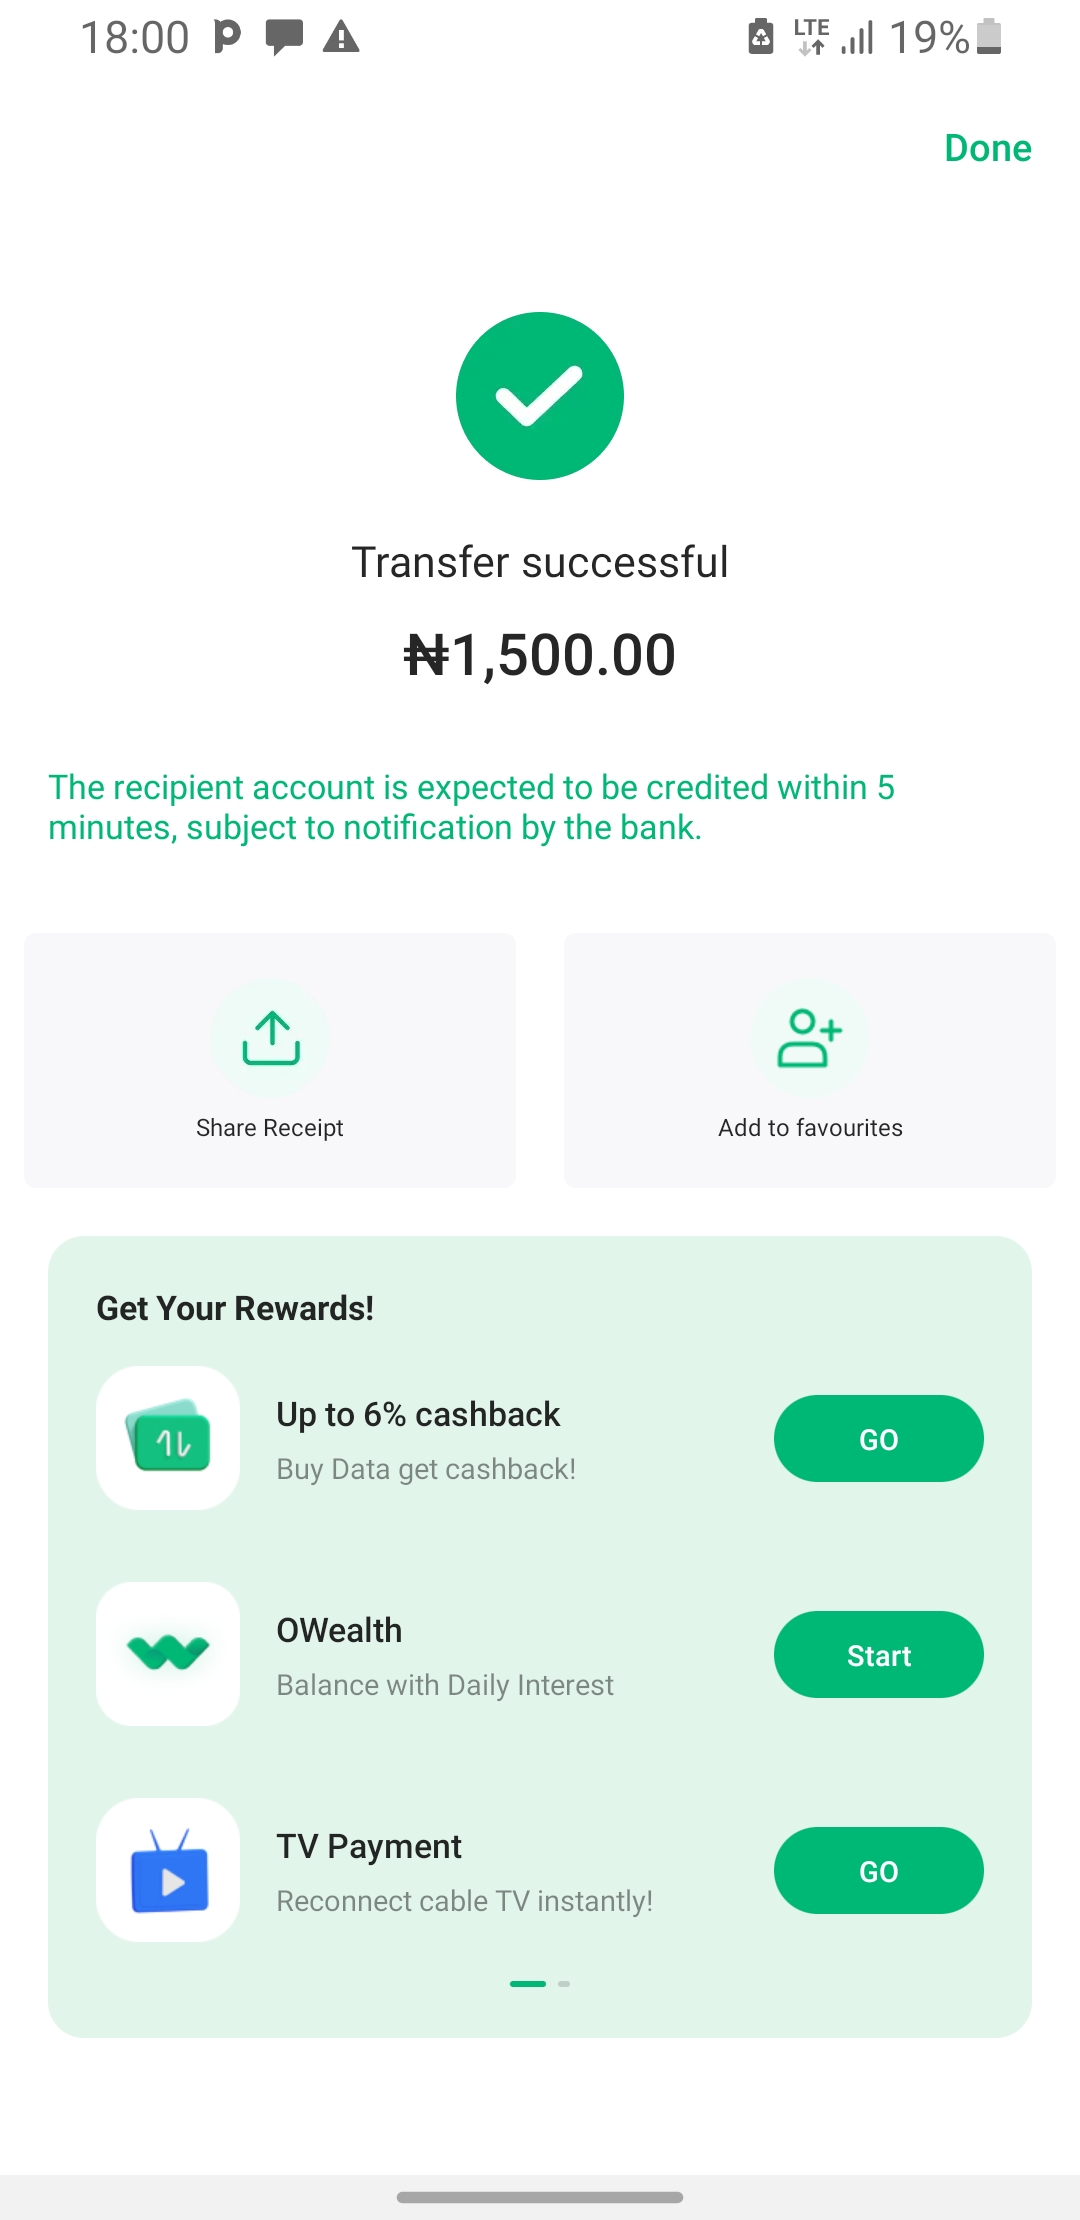 18:00 LTE 19%
Done
Transfer successful
₦1,500.00
The recipient account is expected to be credited within 5
minutes, subject to notification by the bank.
Share Receipt
Add to favourites
Get Your Rewards!
Up to 6% cashback
Buy Data get cashback!
GO
OWealth
Balance with Daily Interest
Start
TV Payment
Reconnect cable TV instantly!
GO